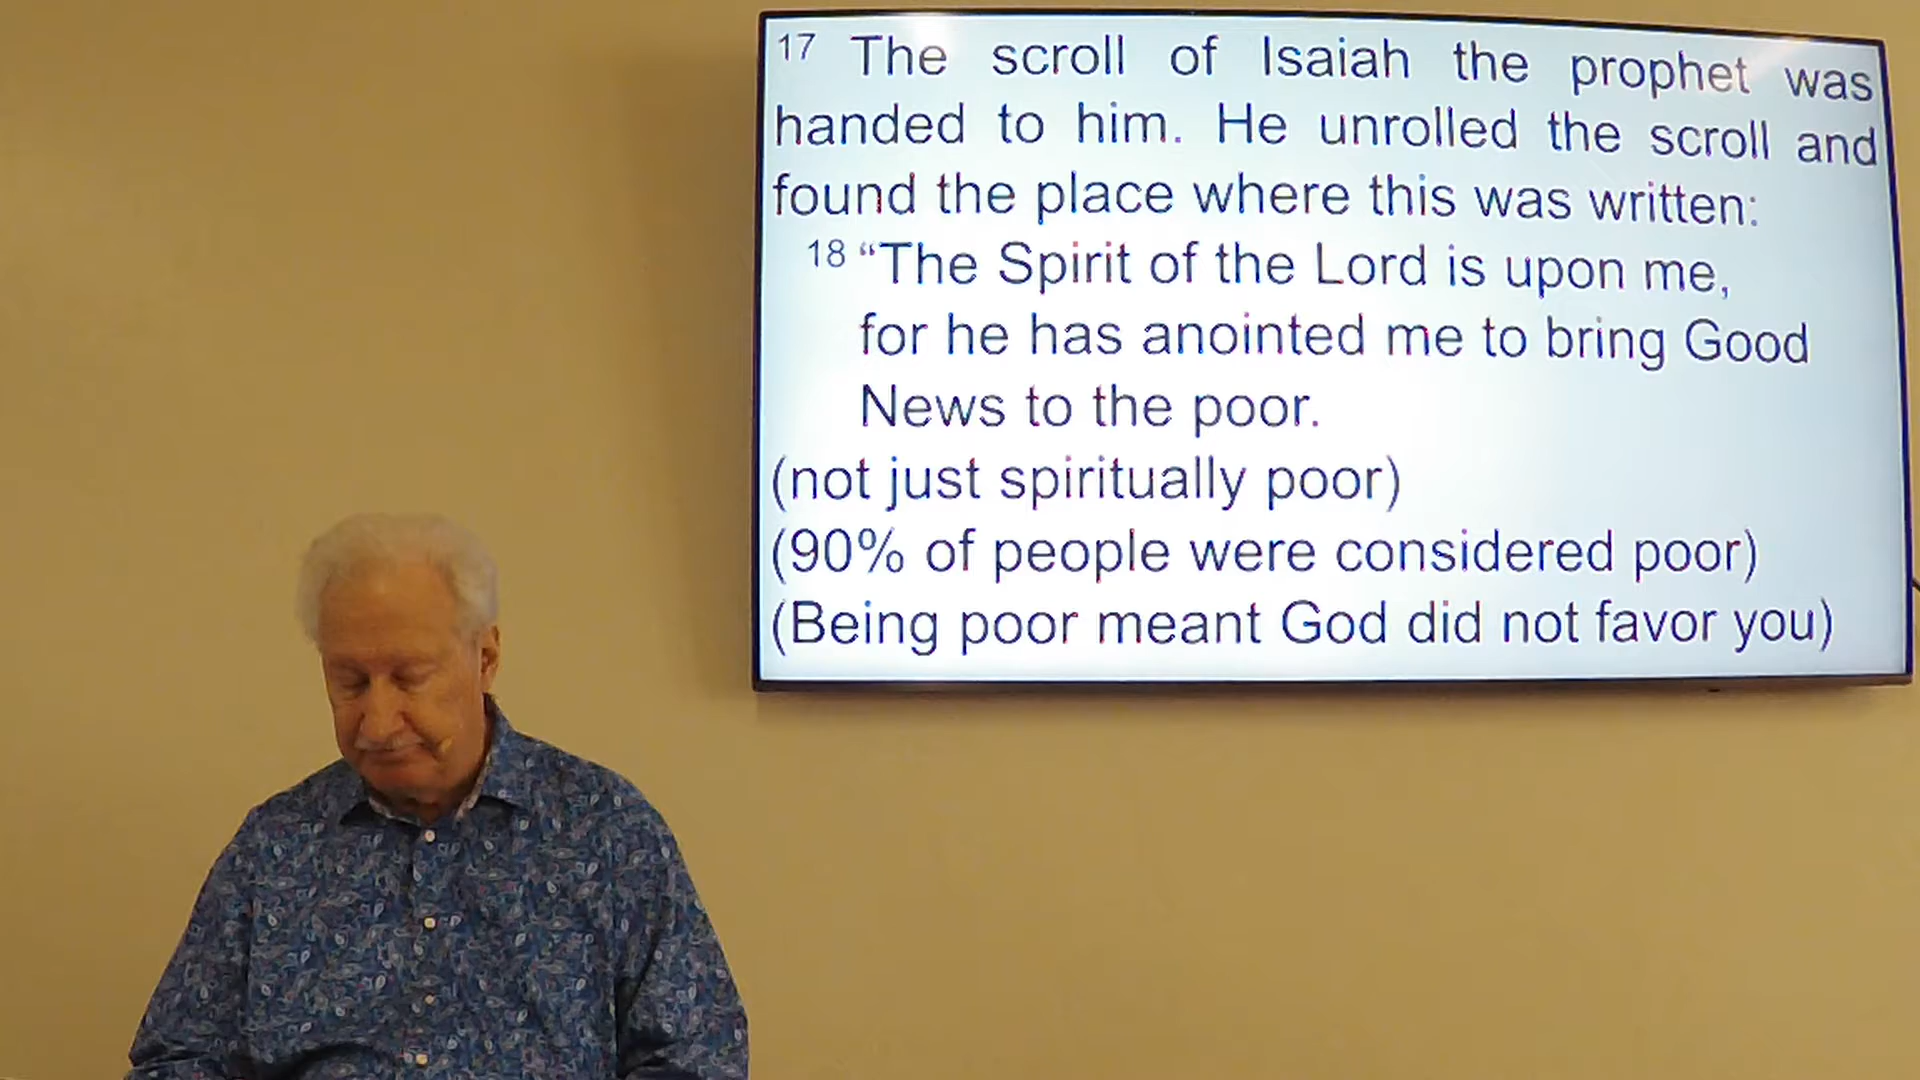 17 The scroll of Isaiah the prophet was
handed to him. He unrolled the scroll and
found the place where this was written:
18 “The Spirit of the Lord is upon me,
for he has anointed me to bring Good
News to the poor.
(not just spiritually poor)
(90% of people were considered poor)
(Being poor meant God did not favor you)